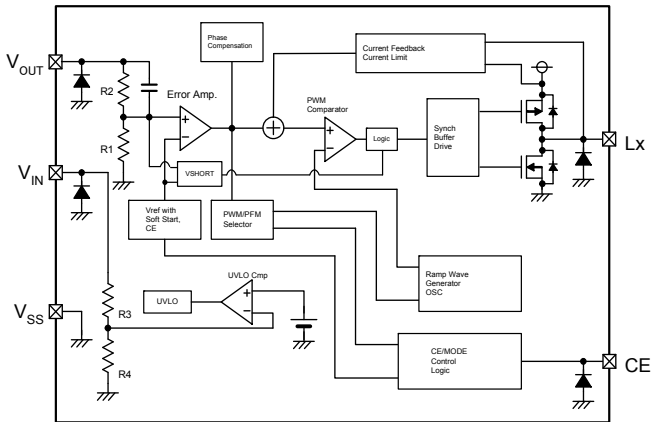 Phase
Compensation
Current Feedback
Current Limit
VOUT
R2
Error Amp.
PWM
Comparator
Logic
Synch
Buffer
Drive
Lx
R1
VSHORT
VIN
Vref with
Soft Start,
CE
PWM/PFM
Selector
Ramp Wave
Generator
OSC
UVLO Cmp
UVLO
R3
VSS
R4
CE/MODE
Control
Logic
CE